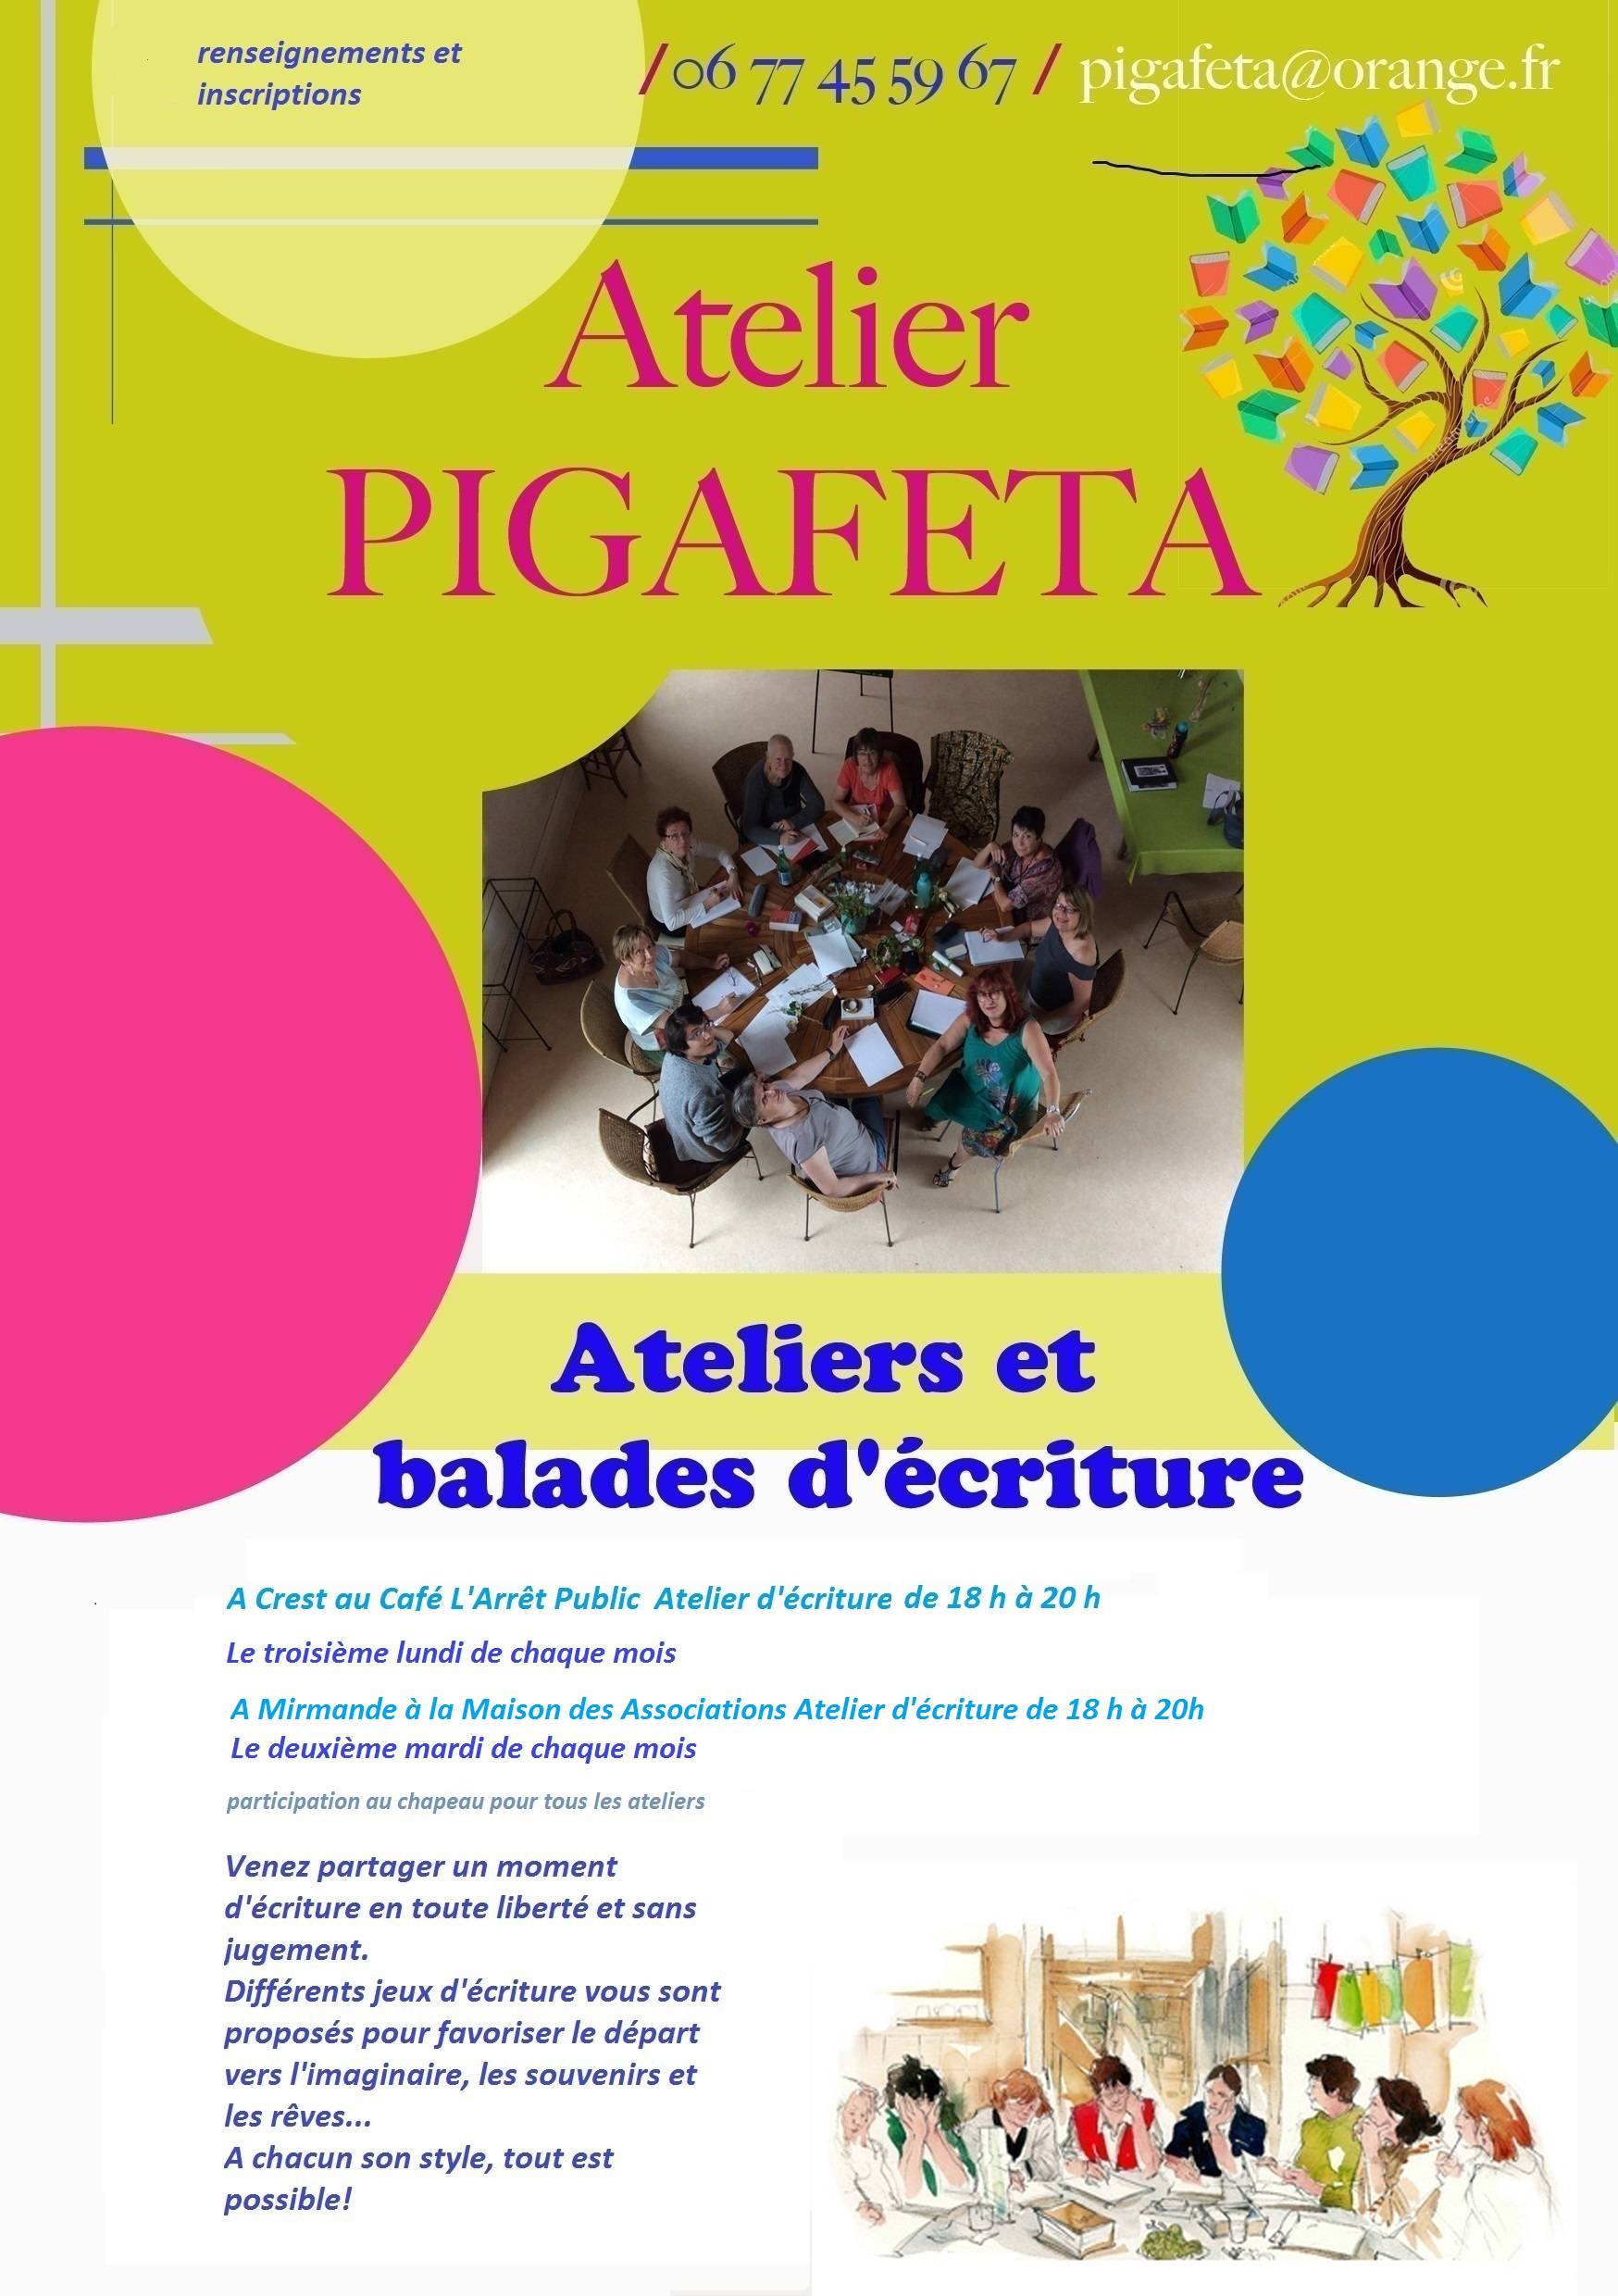 renseignements et
inscriptions
/06 77 45 59 67 / pigafeta@orange.fr
Atelier
PIGAFETA
Ateliers et
balades d'écriture
A Crest au Café L'Arrêt Public Atelier d'écriture de 18 h à 20 h
Le troisième lundi de chaque mois
A Mirmande à la Maison des Associations Atelier d'écriture de 18 h à 20h
Le deuxième mardi de chaque mois
participation au chapeau pour tous les ateliers
Venez partager un moment
d'écriture en toute liberté et sans
jugement.
Différents jeux d'écriture vous sont
proposés pour favoriser le départ
vers l'imaginaire, les souvenirs et
les rêves...
A chacun son style, tout est
possible!